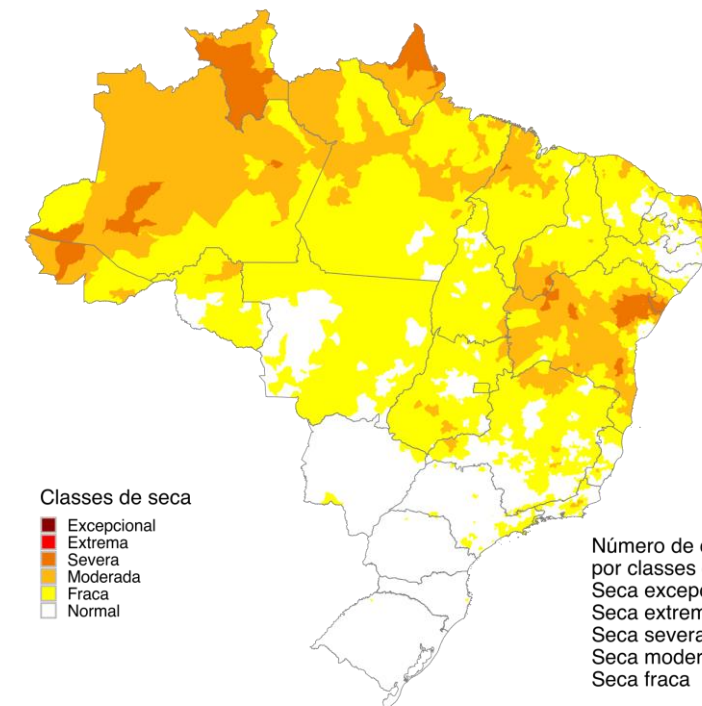 Classes de seca
Excepcional
Extrema
Severa
Moderada
Fraca
Normal
Número de
por classes
Seca
Seca
Seca severa
Seca
Seca fraca